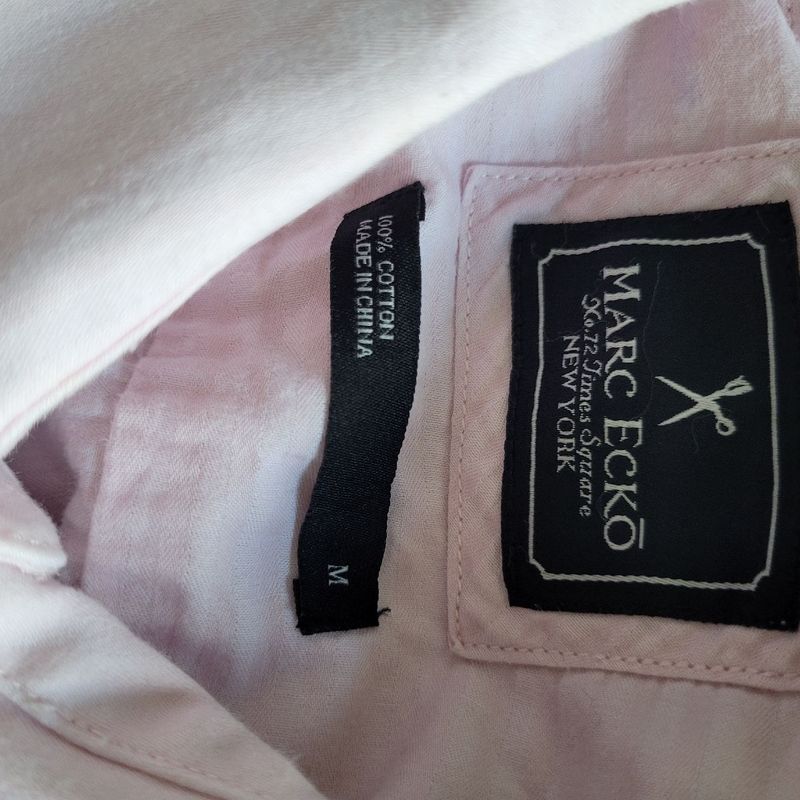 MARC ECKŌ
No. 72 Times Square
NEW YORK
100% COTTON
MADE IN CHINA
M